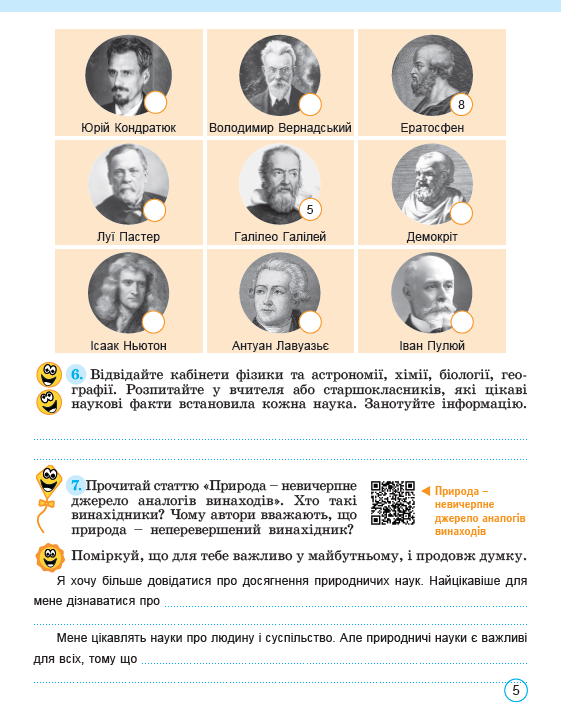 Юрій Кондратюк
Володимир Вернадський
8
Ератосфен
Луї Пастер
5
Галілео Галілей
Демокріт
Ісаак Ньютон
Антуан Лавуазьє
Іван Пулюй
6. Відвідайте кабінети фізики та астрономії, хімії, біології, гео-
графії. Розпитайте у вчителя або старшокласників, які цікаві
наукові факти встановила кожна наука. Занотуйте інформацію.
7. Прочитай статтю «Природа – невичерпне
джерело аналогів винаходів». Хто такі
винахідники? Чому автори вважають, що
природа – неперевершений винахідник?
Природа –
невичерпне
джерело аналогів
винаходів
Поміркуй, що для тебе важливо у майбутньому, і продовж думку.
Я хочу більше довідатися про досягнення природничих наук. Найцікавіше для
мене дізнаватися про
Мене цікавлять науки про людину і суспільство. Але природничі науки є важливі
для всіх, тому що
5